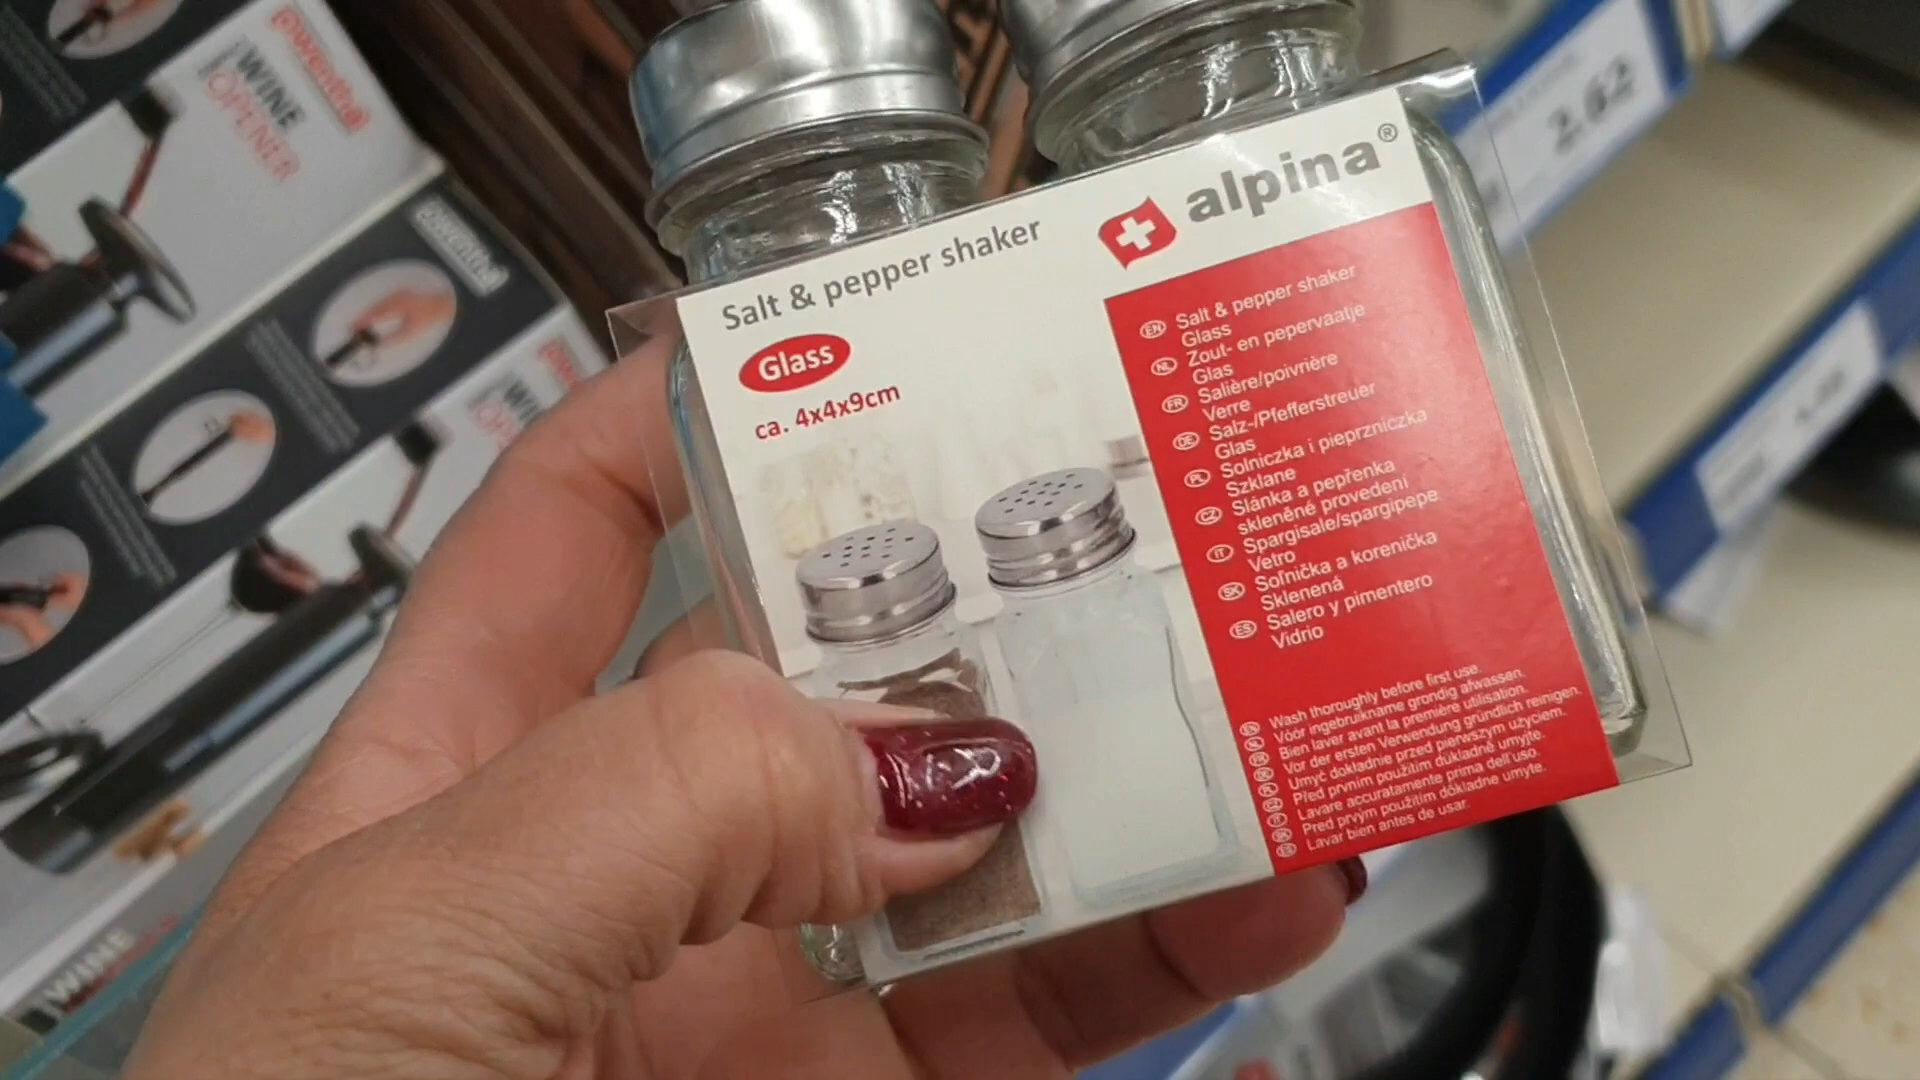 WINE
OPENER
Salt & pepper shaker
Glass
ca. 4x4x9cm
alpina®
EN Salt & pepper shaker
Glass
NL Zout- en pepervaatje
Glas
FR Salière/poivrière
Verre
DE Salz-/Pfefferstreuer
Glas
PL Solniczka i pieprzniczka
Szklane
CZ Slánka a pepřenka
skleněné provedení
IT Spargisale/spargipepe
Vetro
SK Soľnička a korenička
Sklenená
ES Salero y pimentero
Vidrio
EN Wash thoroughly before first use.
NL Vóór ingebruikname grondig afwassen.
FR Bien laver avant la première utilisation.
DE Vor der ersten Verwendung gründlich reinigen.
PL Umyć dokładnie przed pierwszym użyciem.
CZ Před prvním použitím důkladně umyjte.
IT Lavare accuratamente prima dell'uso.
SK Pred prvým použitím dôkladne umyte.
ES Lavar bien antes de usar.
2.62
WINE